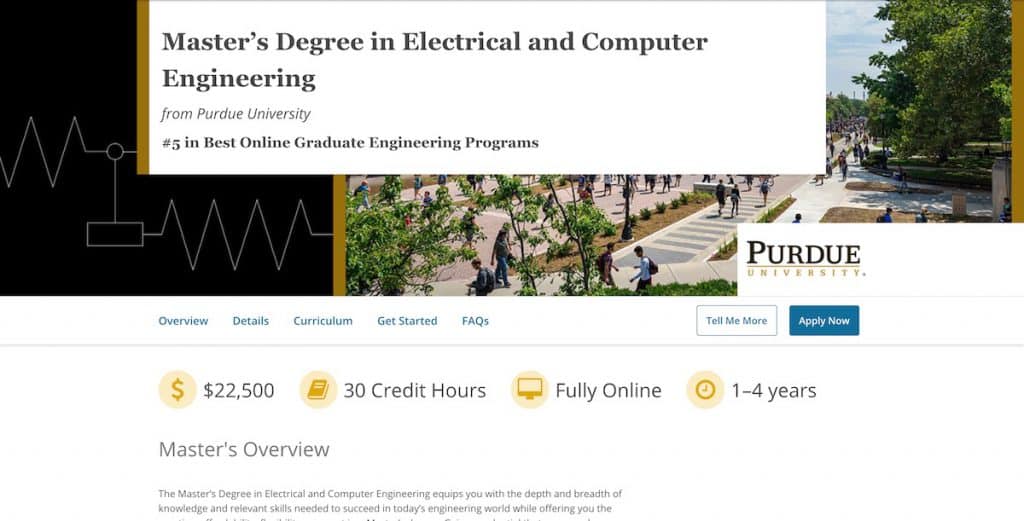 Master’s Degree in Electrical and Computer
Engineering
from Purdue University
#5 in Best Online Graduate Engineering Programs
PURDUE
UNIVERSITY®
Overview Details Curriculum Get Started FAQs Tell Me More Apply Now
$22,500 30 Credit Hours Fully Online 1–4 years
Master's Overview
The Master's Degree in Electrical and Computer Engineering equips you with the depth and breadth of
knowledge and relevant skills needed to succeed in today's engineering world while offering you the